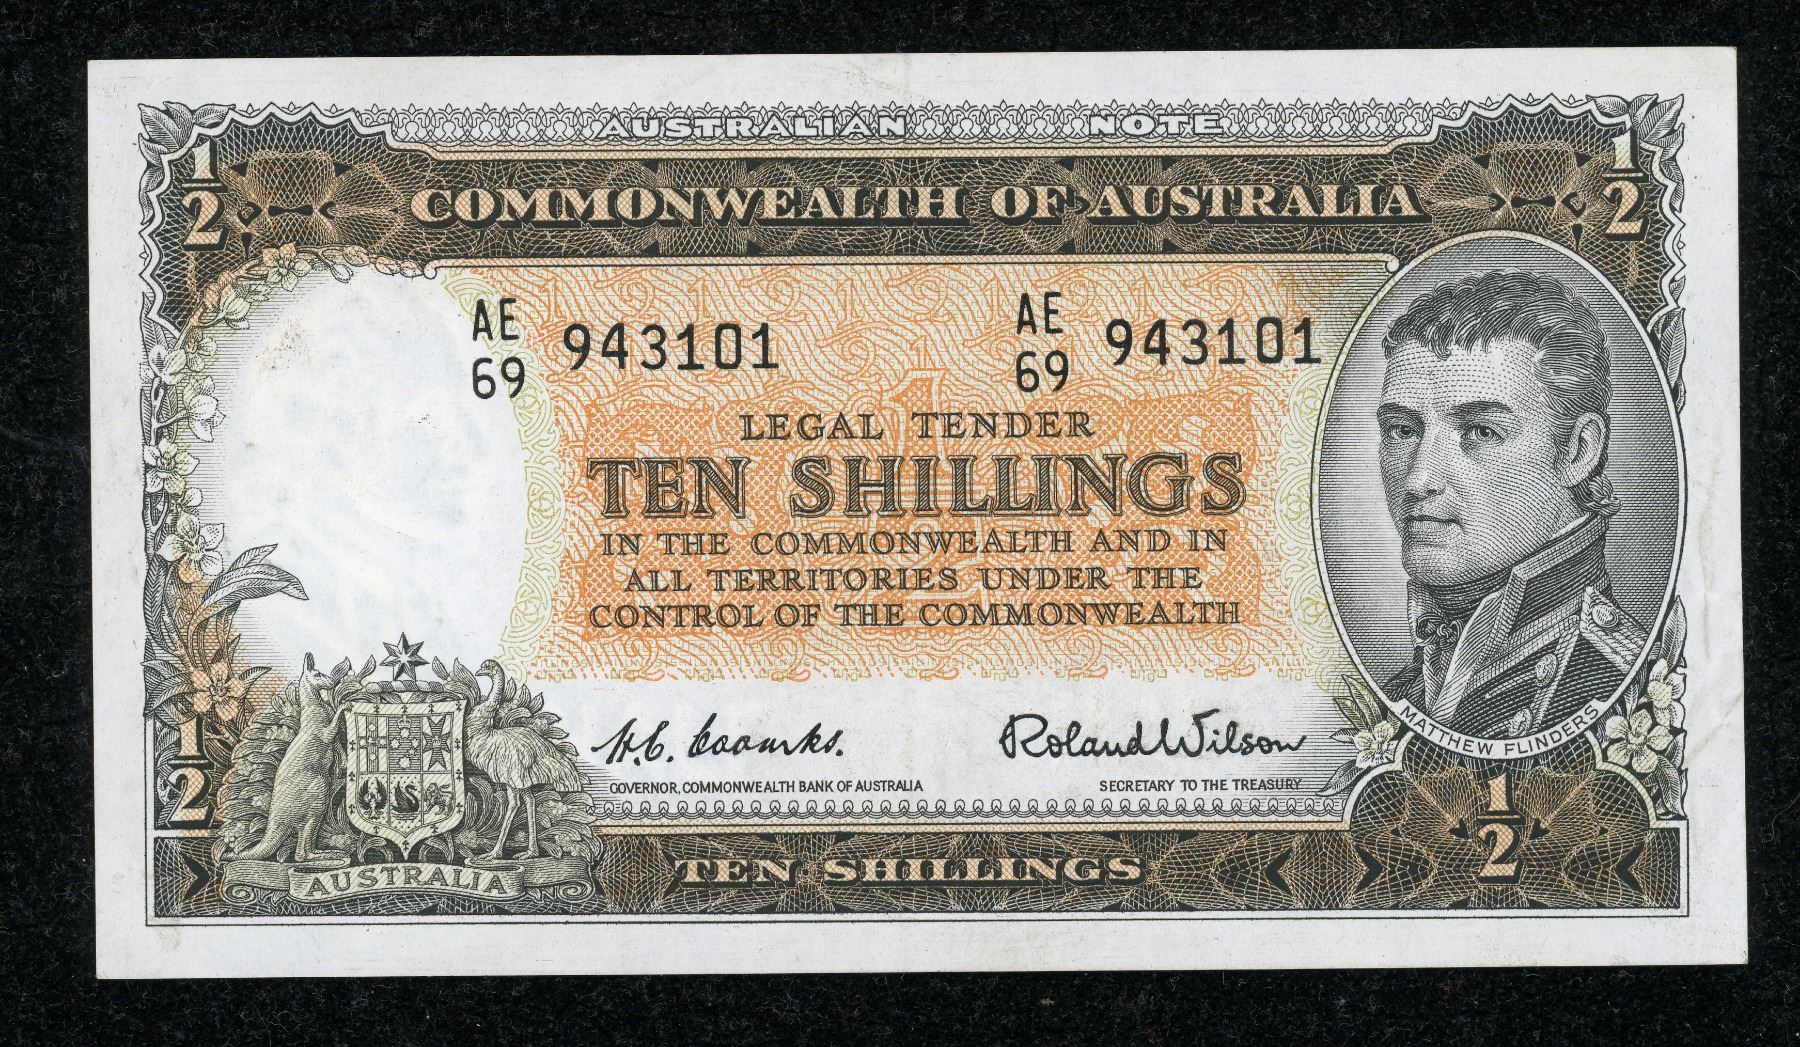 AUSTRALIAN NOTE
1/2 COMMONWEALTH OF AUSTRALIA 1/2
AE 69 943101 AE 69 943101
LEGAL TENDER
TEN SHILLINGS
IN THE COMMONWEALTH AND IN
ALL TERRITORIES UNDER THE
CONTROL OF THE COMMONWEALTH
H.C. Coombs. Roland Wilson
GOVERNOR, COMMONWEALTH BANK OF AUSTRALIA SECRETARY TO THE TREASURY
MATTHEW FLINDERS
1/2 1/2
AUSTRALIA
TEN SHILLINGS